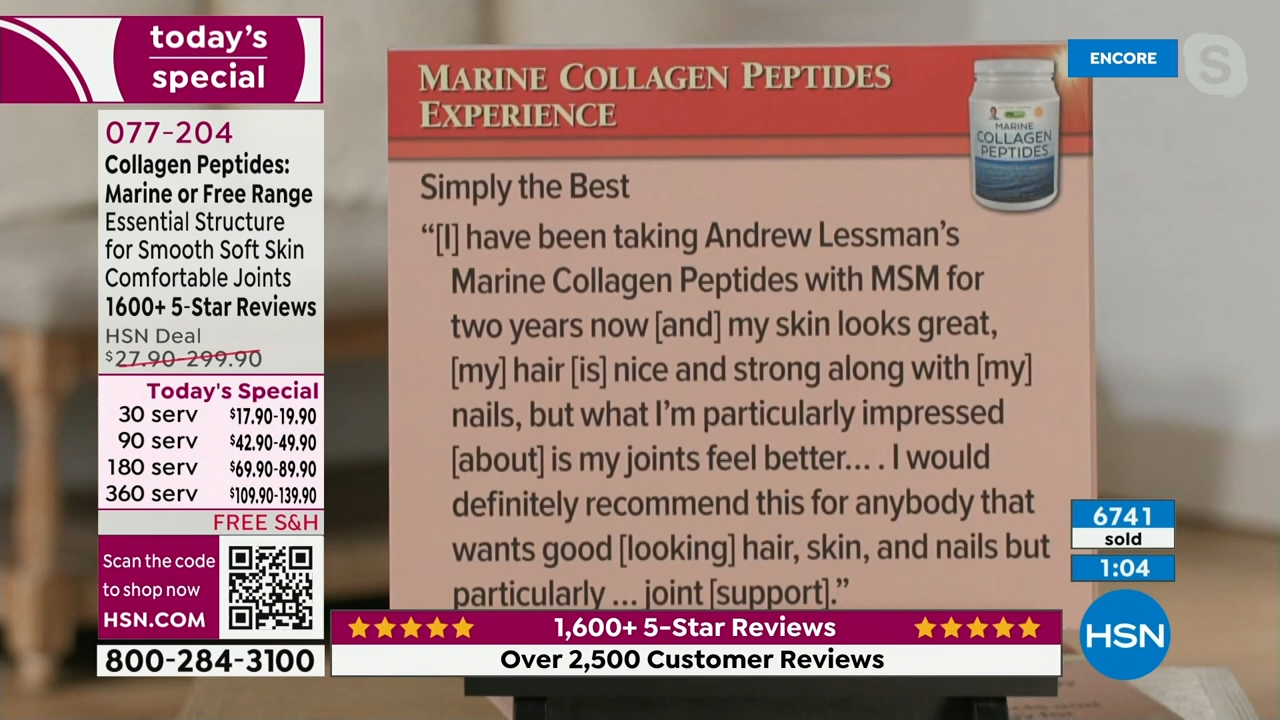 today's
special
077-204
Collagen Peptides:
Marine or Free Range
Essential Structure
for Smooth Soft Skin
Comfortable Joints
1600+ 5-Star Reviews
HSN Deal
$27.90-299.90
Today's Special
30 serv $17.90-19.90
90 serv $42.90-49.90
180 serv $69.90-89.90
360 serv $109.90-139.90
FREE S&H
Scan the code
to shop now
HSN.COM
800-284-3100
MARINE COLLAGEN PEPTIDES
EXPERIENCE
MARINE
COLLAGEN
PEPTIDES
Simply the Best
“[I] have been taking Andrew Lessman’s
Marine Collagen Peptides with MSM for
two years now [and] my skin looks great,
[my] hair [is] nice and strong along with [my]
nails, but what I’m particularly impressed
[about] is my joints feel better... . I would
definitely recommend this for anybody that
wants good [looking] hair, skin, and nails but
particularly ... joint [support].”
1,600+ 5-Star Reviews
Over 2,500 Customer Reviews
ENCORE
S
6741
sold
1:04
HSN